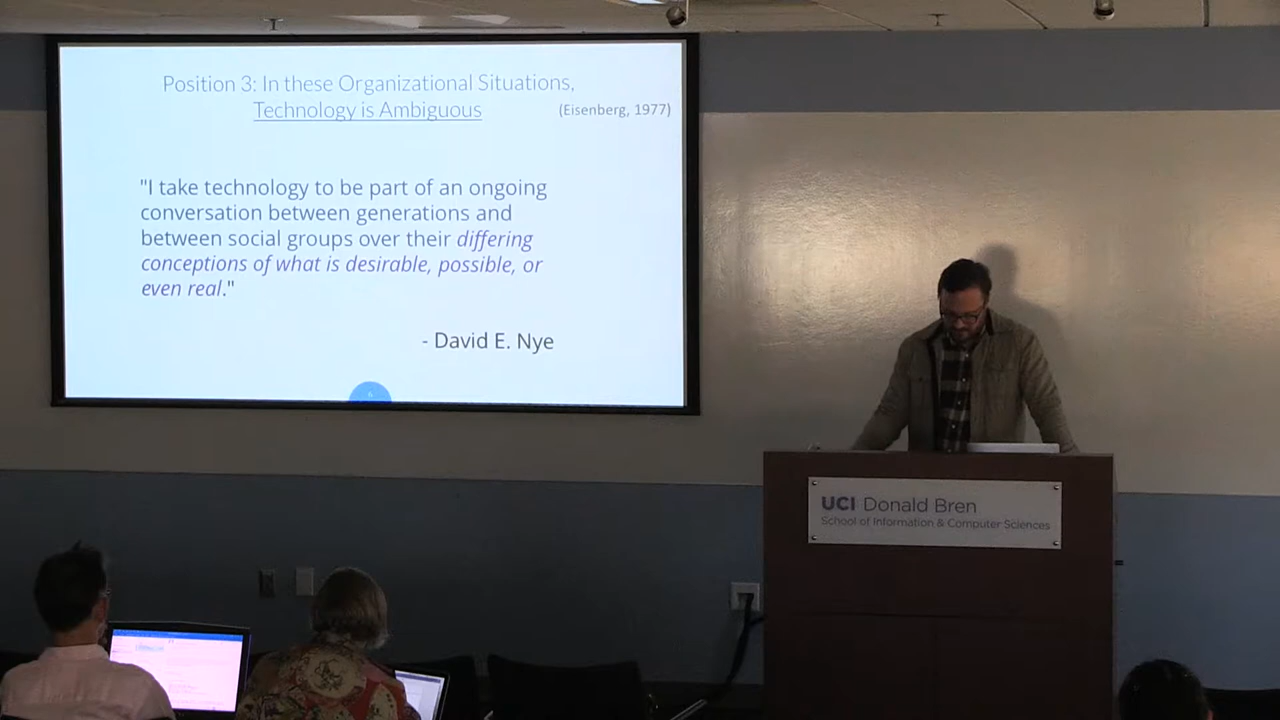 Position 3: In these Organizational Situations,
Technology is Ambiguous
(Eisenberg, 1977)
"I take technology to be part of an ongoing
conversation between generations and
between social groups over their differing
conceptions of what is desirable, possible, or
even real."
- David E. Nye
6
UCI Donald Bren
School of Information & Computer Sciences